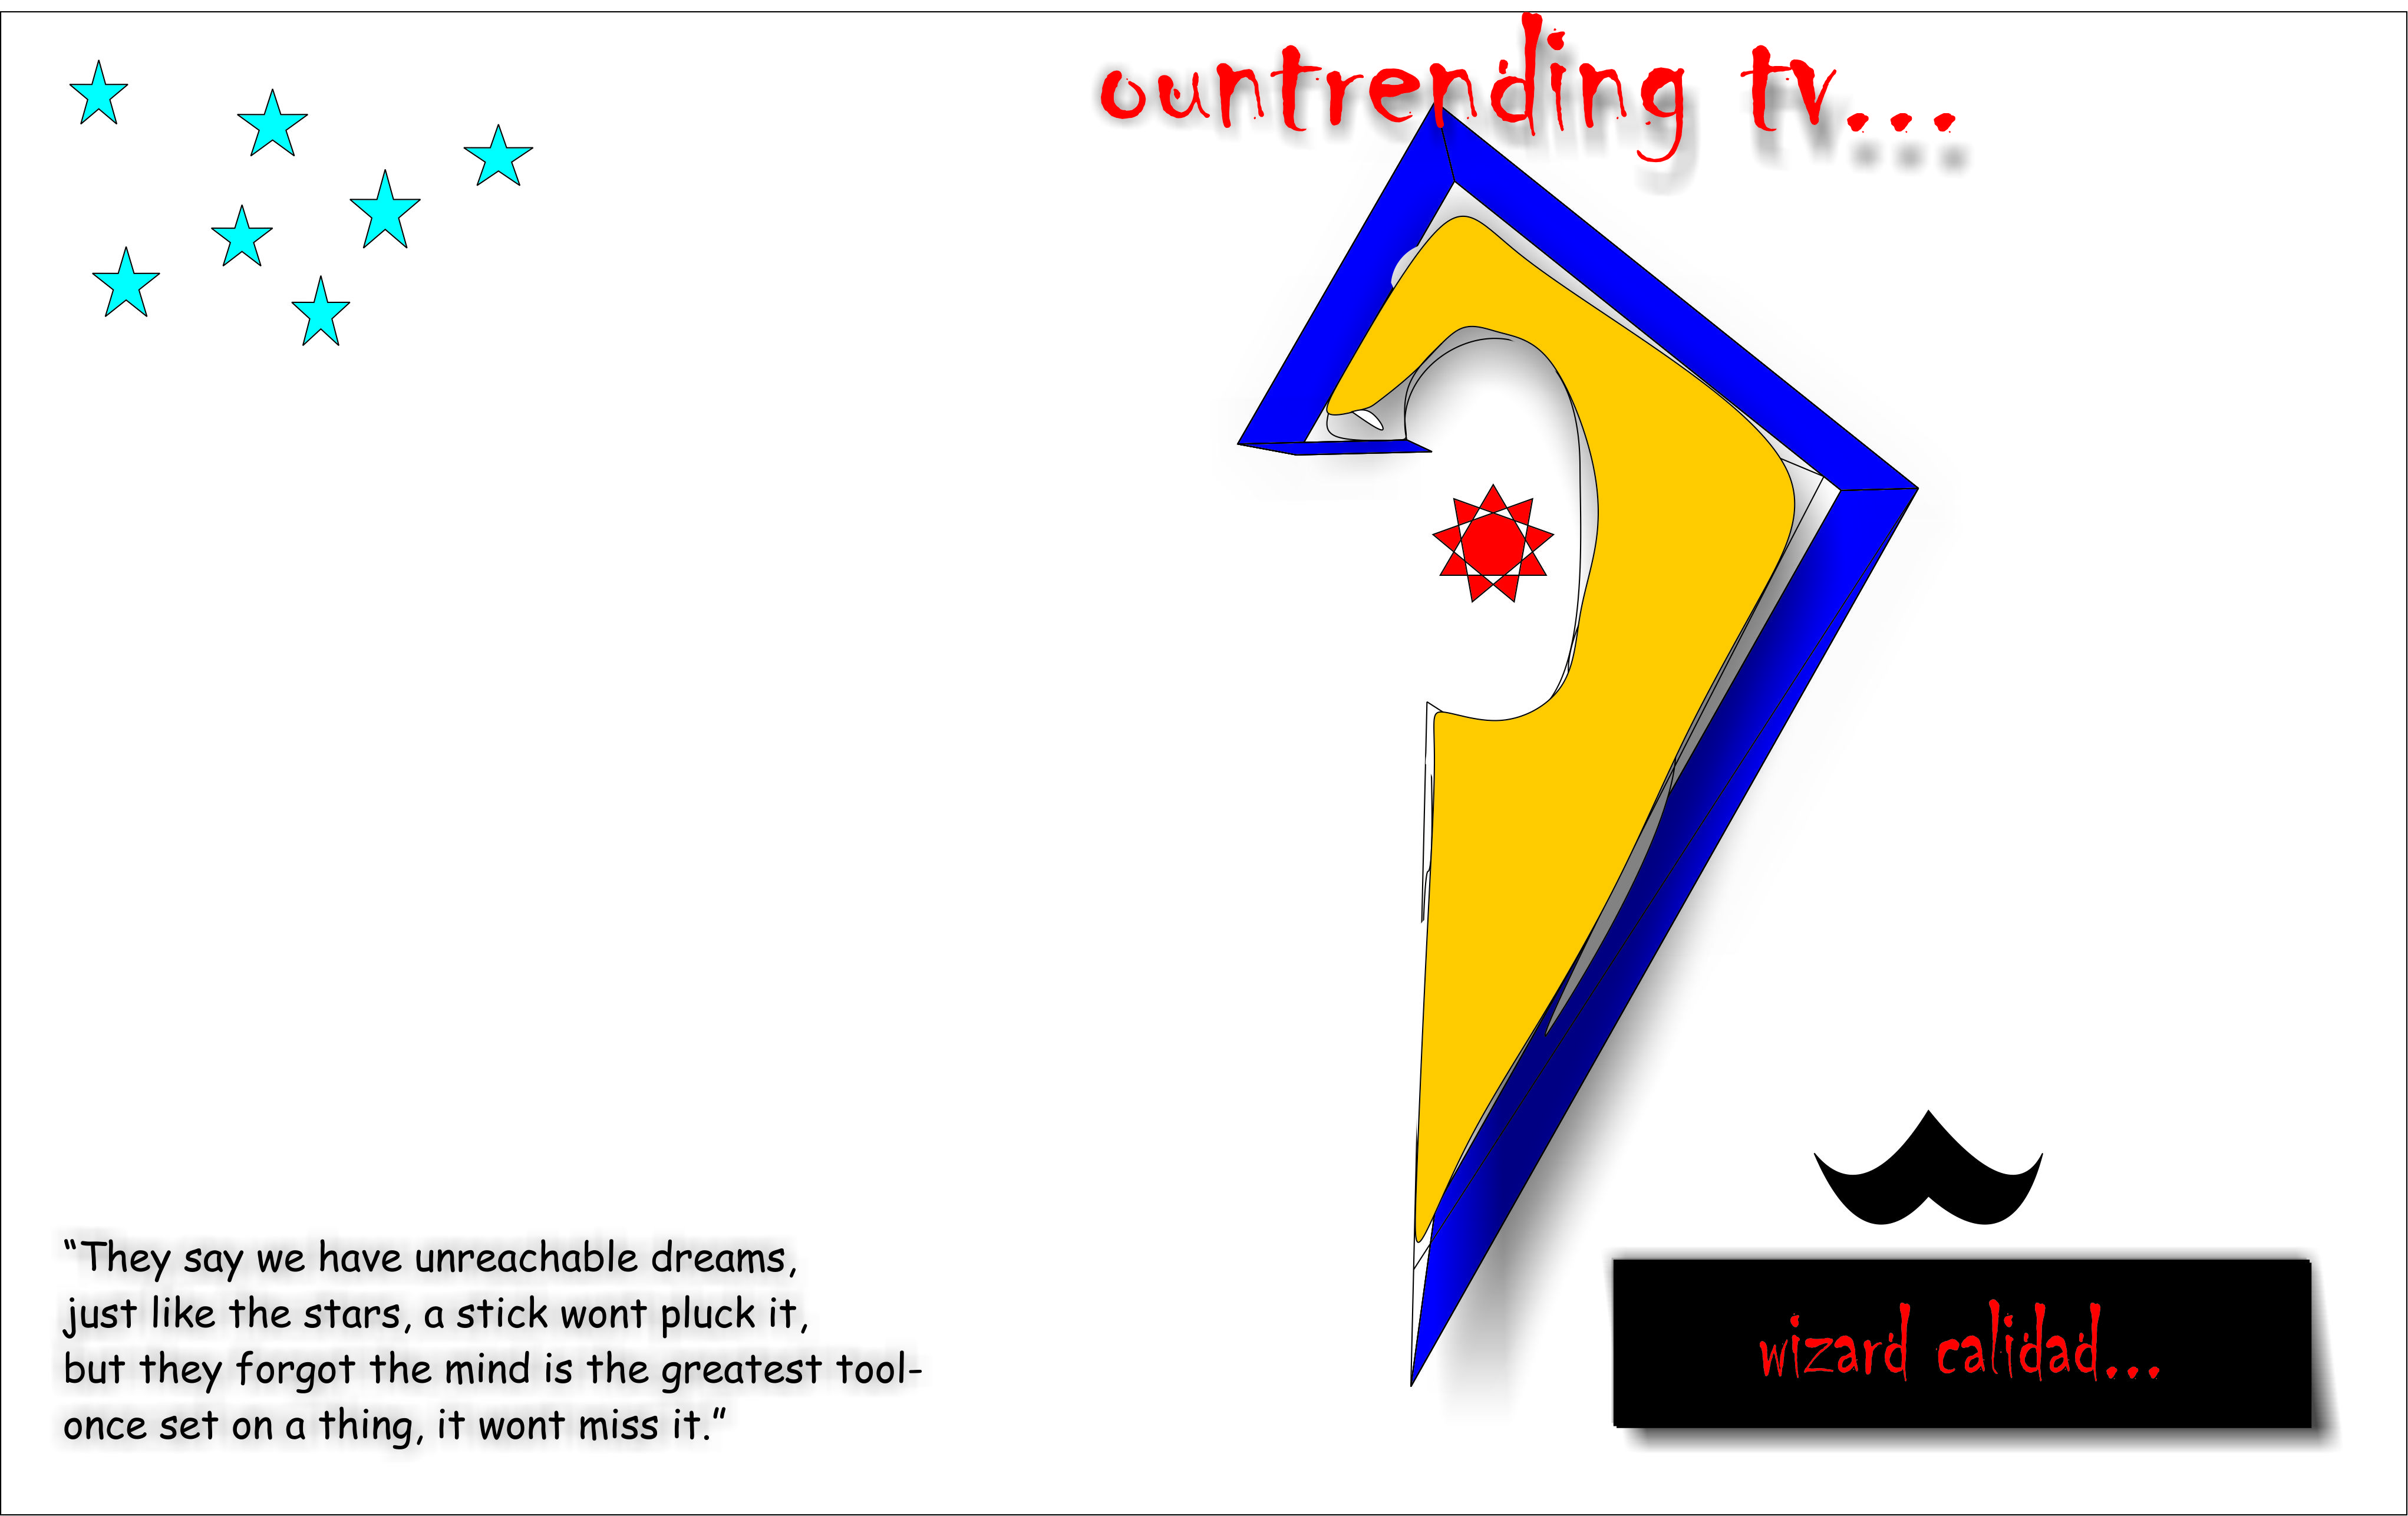 ountrending tv...
"They say we have unreachable dreams,
just like the stars, a stick wont pluck it,
but they forgot the mind is the greatest tool-
once set on a thing, it wont miss it."
wizard calidad...